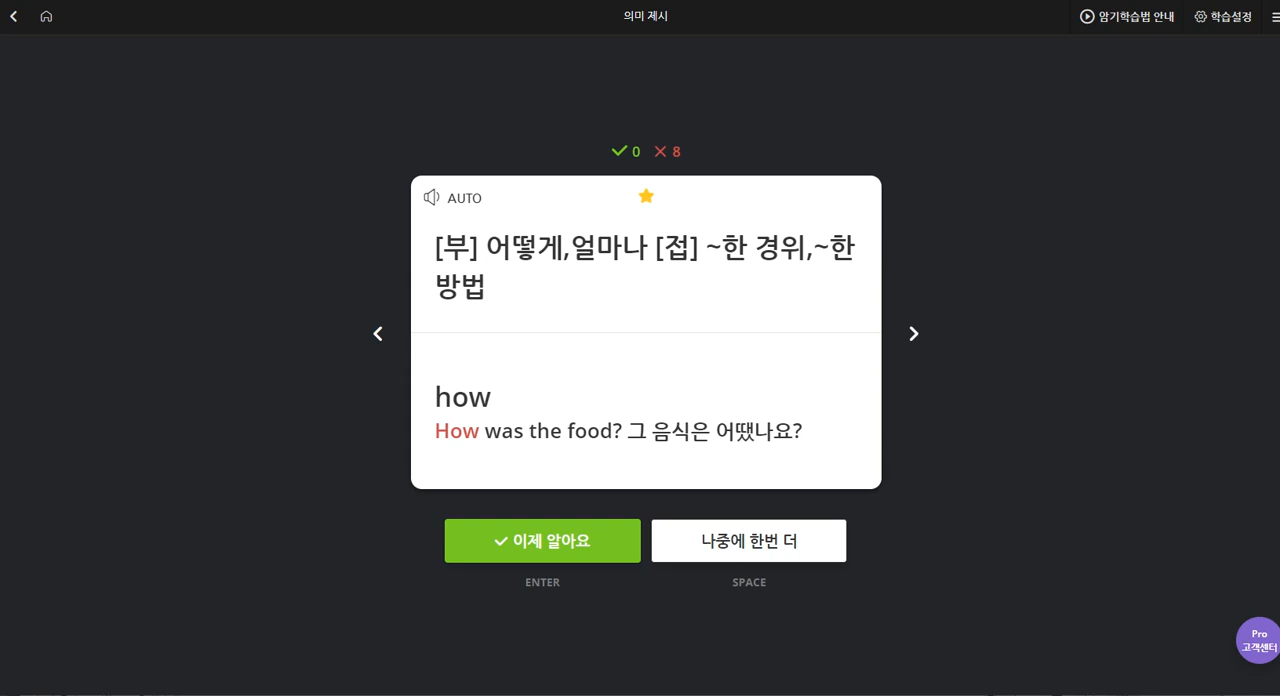 의미 제시
암기학습법 안내
학습설정
0 8
AUTO
[부] 어떻게,얼마나 [접] ~한 경위,~한
방법
how
How was the food? 그 음식은 어땠나요?
이제 알아요
나중에 한번 더
ENTER
SPACE
Pro
고객센터